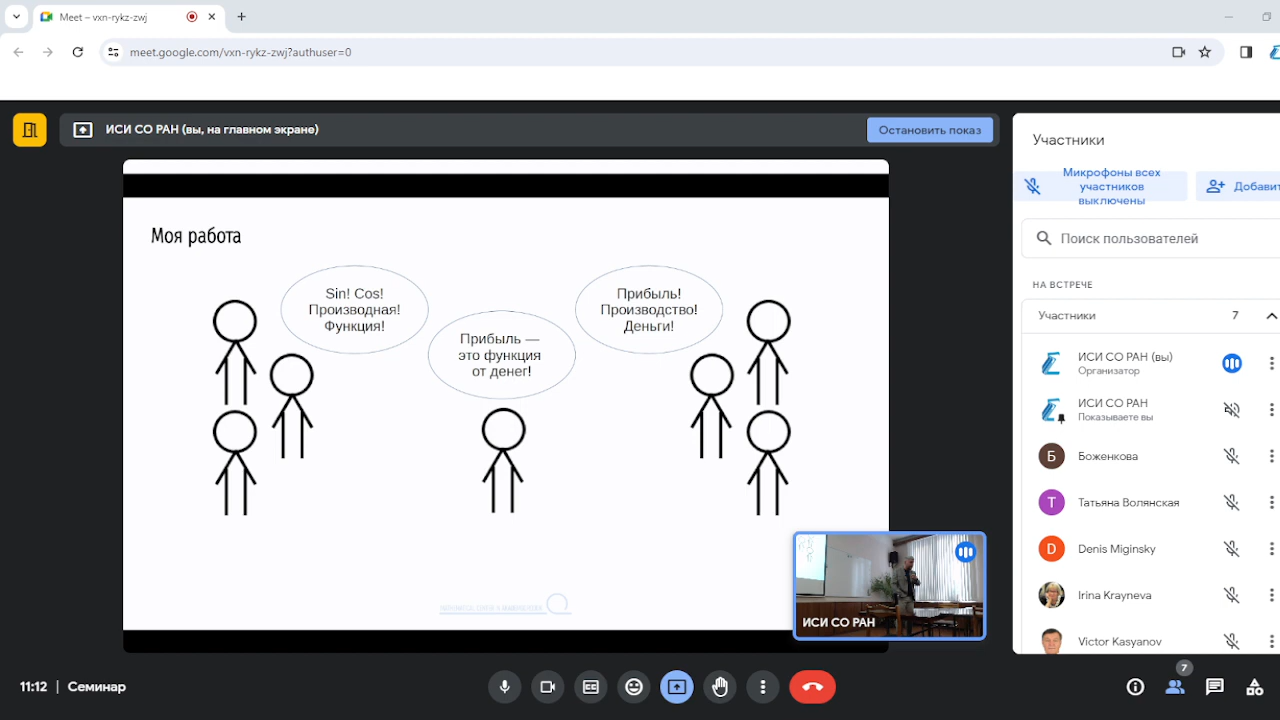 Meet – vxn-rykz-zwj
meet.google.com/vxn-rykz-zwj?authuser=0
ИСИ СО РАН (вы, на главном экране)
Остановить показ
Моя работа
Sin! Cos!
Производная!
Функция!
Прибыль —
это функция
от денег!
Прибыль!
Производство!
Деньги!
ИСИ СО РАН
Участники
Микрофоны всех
участников
выключены
Добавит
Поиск пользователей
НА ВСТРЕЧЕ
Участники 7
ИСИ СО РАН (вы)
Организатор
ИСИ СО РАН
Показываете вы
Б Боженкова
Т Татьяна Волянская
D Denis Miginsky
Irina Krayneva
Victor Kasyanov
11:12 | Семинар
7